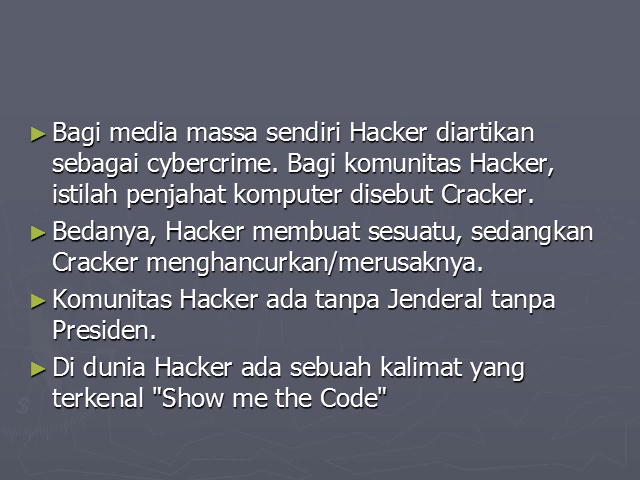 ► Bagi media massa sendiri Hacker diartikan
sebagai cybercrime. Bagi komunitas Hacker,
istilah penjahat komputer disebut Cracker.
► Bedanya, Hacker membuat sesuatu, sedangkan
Cracker menghancurkan/merusaknya.
► Komunitas Hacker ada tanpa Jenderal tanpa
Presiden.
► Di dunia Hacker ada sebuah kalimat yang
terkenal "Show me the Code"